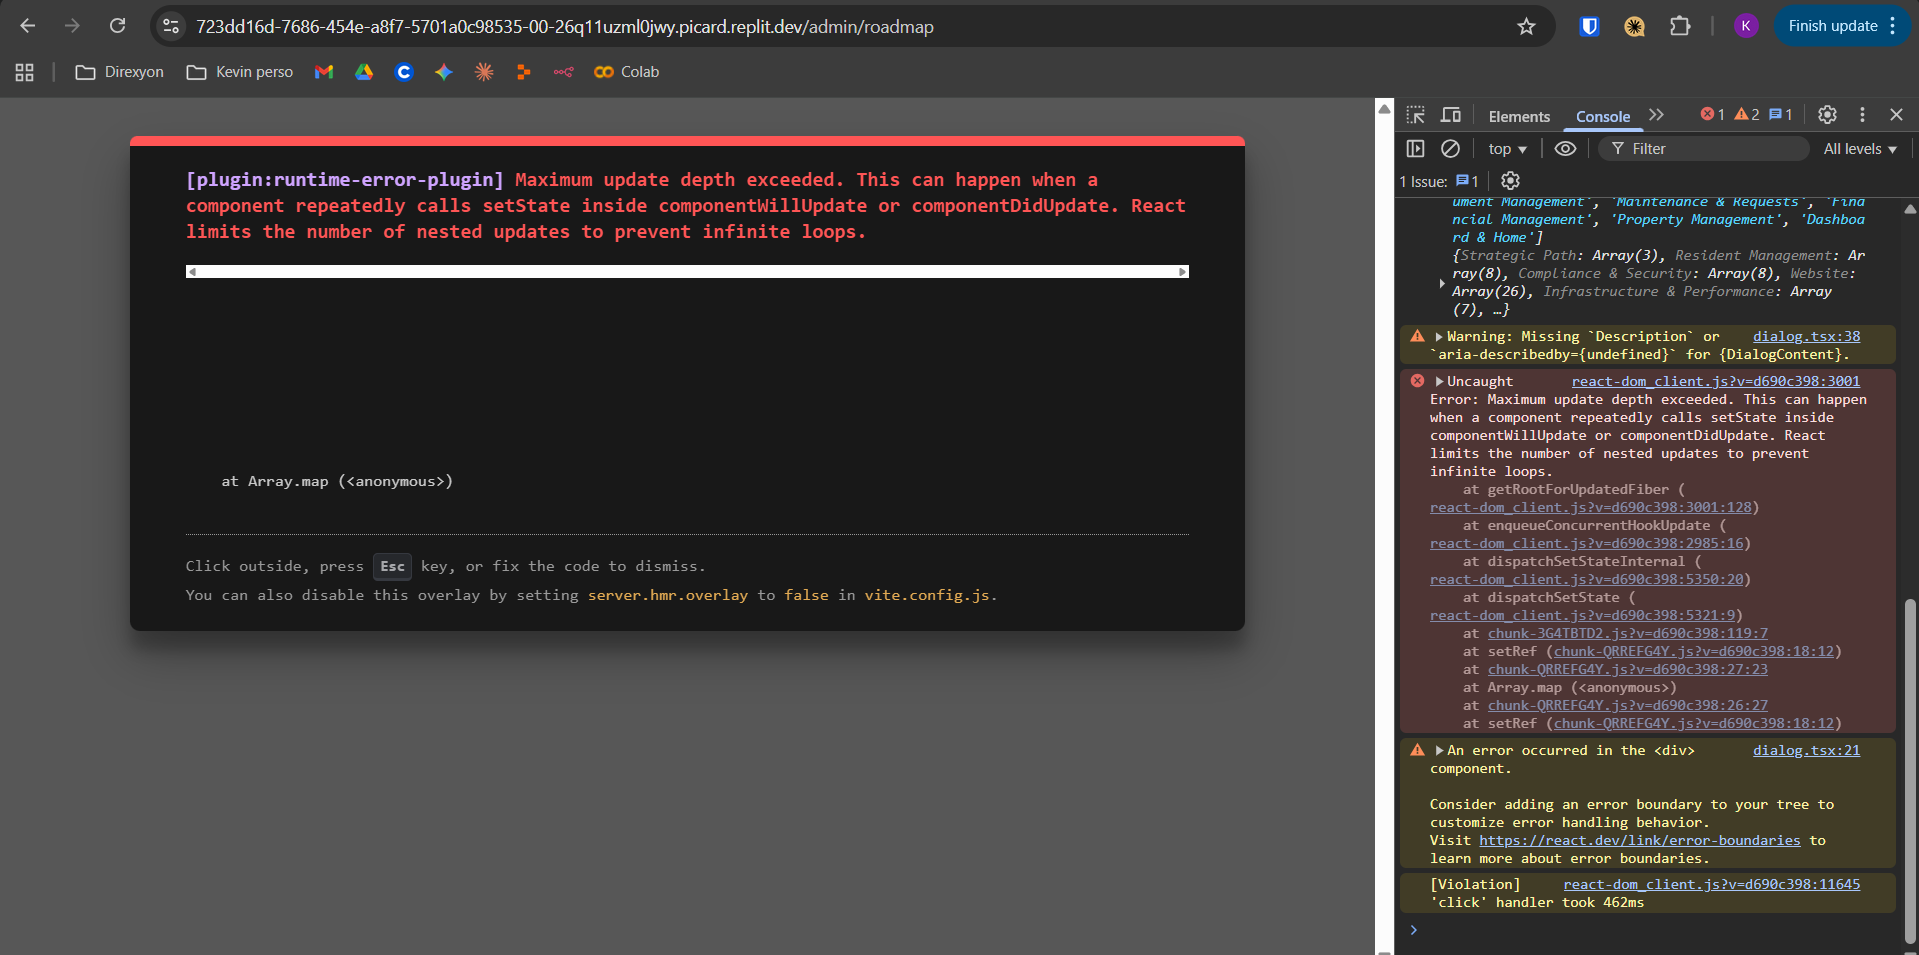 723dd16d-7686-454e-a8f7-5701a0c98535-00-26q11uzml0jwy.picard.replit.dev/admin/roadmap
K
Finish update
Direxyon
Kevin perso
Colab
[plugin:runtime-error-plugin] Maximum update depth exceeded. This can happen when a
component repeatedly calls setState inside componentWillUpdate or componentDidUpdate. React
limits the number of nested updates to prevent infinite loops.
at Array.map (<anonymous>)
Click outside, press Esc key, or fix the code to dismiss.
You can also disable this overlay by setting server.hmr.overlay to false in vite.config.js.
Elements
Console
1
2
1
top
Filter
All levels
1 Issue: 1
ument Management', 'Maintenance & Requests', 'Fina
ncial Management', 'Property Management', 'Dashboa
rd & Home']
{Strategic Path: Array(3), Resident Management: Ar
ray(8), Compliance & Security: Array(8), Website:
Array(26), Infrastructure & Performance: Array
(7), …}
Warning: Missing `Description` or dialog.tsx:38
`aria-describedby={undefined}` for {DialogContent}.
Uncaught react-dom_client.js?v=d690c398:3001
Error: Maximum update depth exceeded. This can happen
when a component repeatedly calls setState inside
componentWillUpdate or componentDidUpdate. React
limits the number of nested updates to prevent
infinite loops.
at getRootForUpdatedFiber (
react-dom_client.js?v=d690c398:3001:128)
at enqueueConcurrentHookUpdate (
react-dom_client.js?v=d690c398:2985:16)
at dispatchSetStateInternal (
react-dom_client.js?v=d690c398:5350:20)
at dispatchSetState (
react-dom_client.js?v=d690c398:5321:9)
at chunk-3G4TBTD2.js?v=d690c398:119:7
at setRef (chunk-QRREFG4Y.js?v=d690c398:18:12)
at chunk-QRREFG4Y.js?v=d690c398:27:23
at Array.map (<anonymous>)
at chunk-QRREFG4Y.js?v=d690c398:26:27
at setRef (chunk-QRREFG4Y.js?v=d690c398:18:12)
An error occurred in the <div> dialog.tsx:21
component.
Consider adding an error boundary to your tree to
customize error handling behavior.
Visit https://react.dev/link/error-boundaries to
learn more about error boundaries.
[Violation] react-dom_client.js?v=d690c398:11645
'click' handler took 462ms